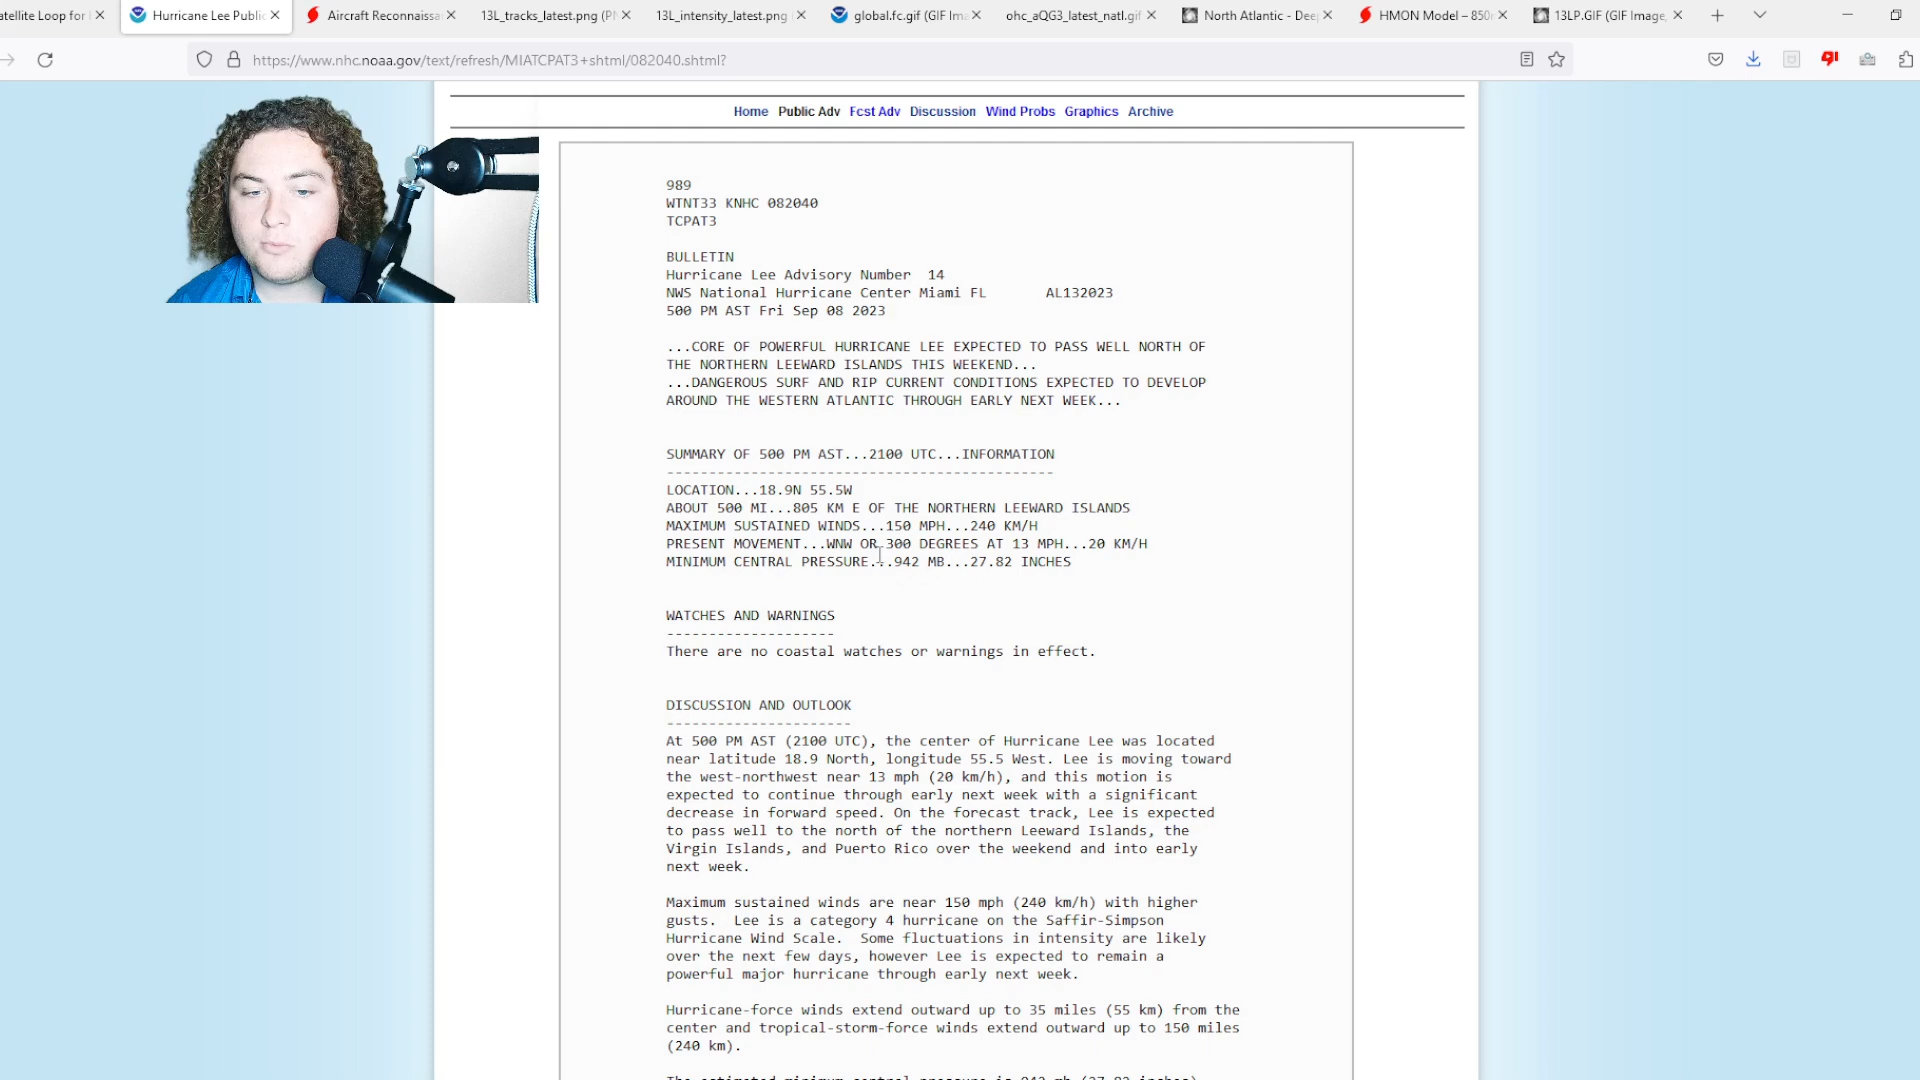 atellite Loop for
Hurricane Lee Public
Aircraft Reconnaissa
13L_tracks_latest.png (PN
13L_intensity_latest.png
global.fc.gif (GIF Ima
ohc_aQG3_latest_natl.gif
North Atlantic - Deep
HMON Model – 850
13LP.GIF (GIF Image,
https://www.nhc.noaa.gov/text/refresh/MIATCPAT3+shtml/082040.shtml?
Home Public Adv Fcst Adv Discussion Wind Probs Graphics Archive
989
WTNT33 KNHC 082040
TCPAT3
BULLETIN
Hurricane Lee Advisory Number 14
NWS National Hurricane Center Miami FL AL132023
500 PM AST Fri Sep 08 2023
...CORE OF POWERFUL HURRICANE LEE EXPECTED TO PASS WELL NORTH OF
THE NORTHERN LEEWARD ISLANDS THIS WEEKEND...
...DANGEROUS SURF AND RIP CURRENT CONDITIONS EXPECTED TO DEVELOP
AROUND THE WESTERN ATLANTIC THROUGH EARLY NEXT WEEK...
SUMMARY OF 500 PM AST...2100 UTC...INFORMATION
----------------------------------------------
LOCATION...18.9N 55.5W
ABOUT 500 MI...805 KM E OF THE NORTHERN LEEWARD ISLANDS
MAXIMUM SUSTAINED WINDS...150 MPH...240 KM/H
PRESENT MOVEMENT...WNW OR 300 DEGREES AT 13 MPH...20 KM/H
MINIMUM CENTRAL PRESSURE...942 MB...27.82 INCHES
WATCHES AND WARNINGS
--------------------
There are no coastal watches or warnings in effect.
DISCUSSION AND OUTLOOK
----------------------
At 500 PM AST (2100 UTC), the center of Hurricane Lee was located
near latitude 18.9 North, longitude 55.5 West. Lee is moving toward
the west-northwest near 13 mph (20 km/h), and this motion is
expected to continue through early next week with a significant
decrease in forward speed. On the forecast track, Lee is expected
to pass well to the north of the northern Leeward Islands, the
Virgin Islands, and Puerto Rico over the weekend and into early
next week.
Maximum sustained winds are near 150 mph (240 km/h) with higher
gusts. Lee is a category 4 hurricane on the Saffir-Simpson
Hurricane Wind Scale. Some fluctuations in intensity are likely
over the next few days, however Lee is expected to remain a
powerful major hurricane through early next week.
Hurricane-force winds extend outward up to 35 miles (55 km) from the
center and tropical-storm-force winds extend outward up to 150 miles
(240 km).
The estimated minimum central pressure is 942 mb (27.82 inches).